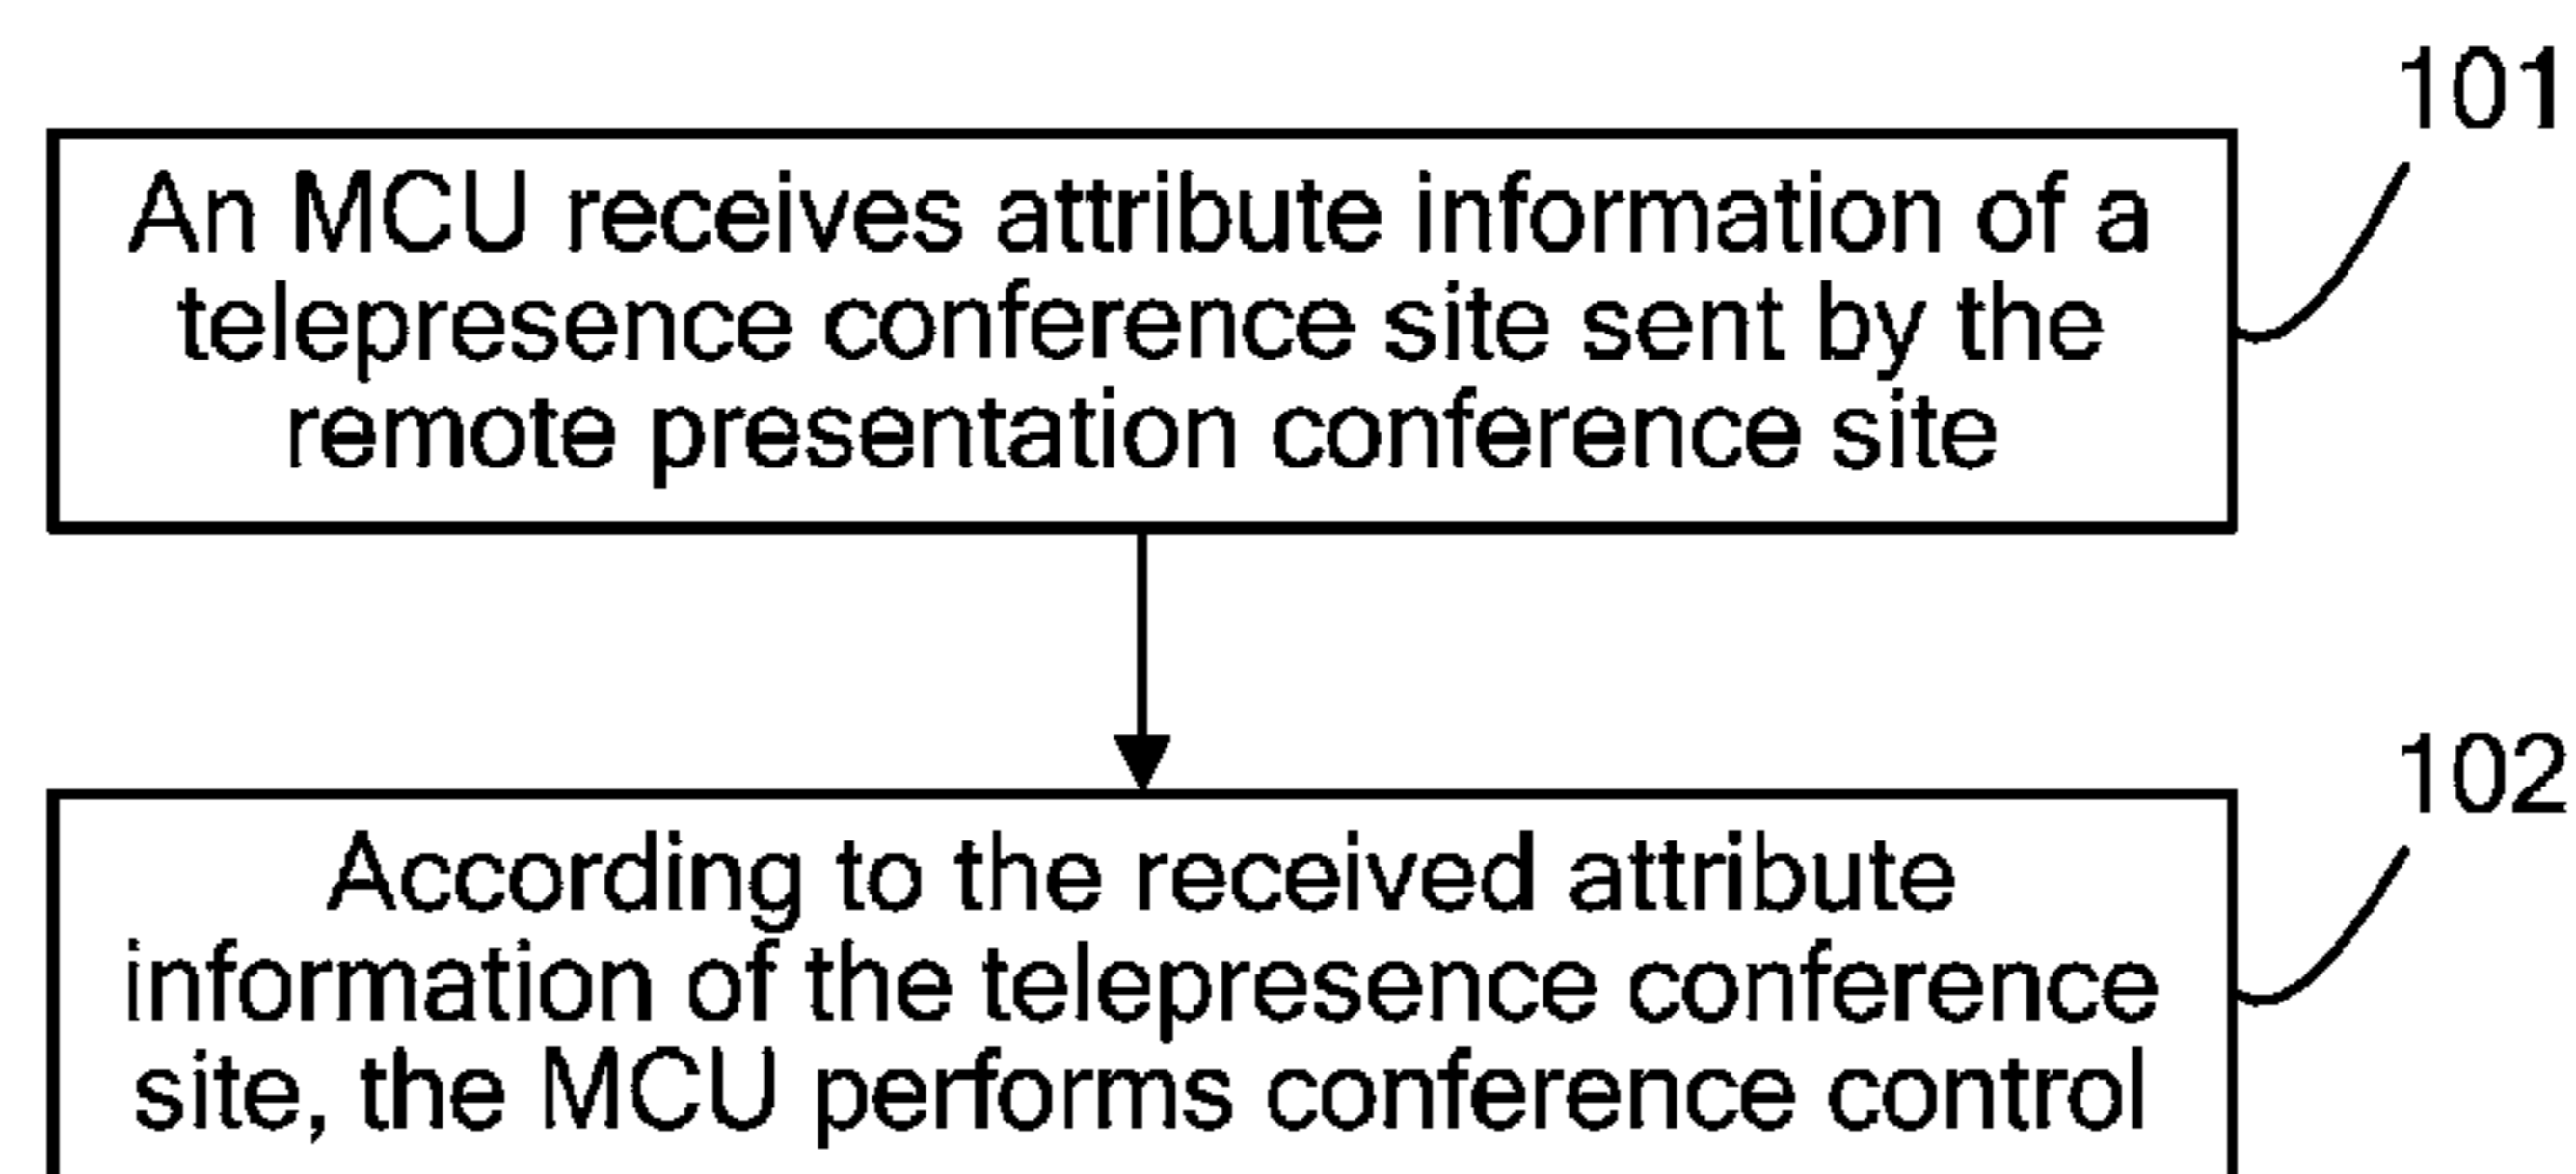 101
An MCU receives attribute information of a
telepresence conference site sent by the
remote presentation conference site
102
According to the received attribute
information of the telepresence conference
site, the MCU performs conference control